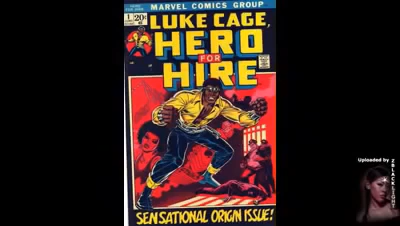 MARVEL COMICS GROUP
1
20¢
LUKE CAGE,
HERO
FOR
HIRE
SENSATIONAL ORIGIN ISSUE!
Uploaded by